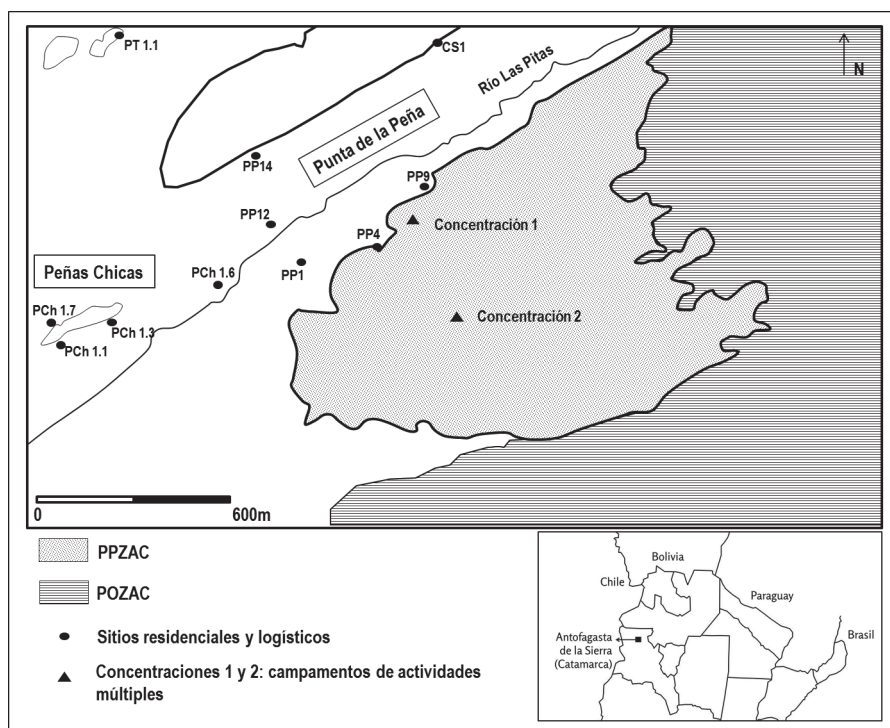 PT 1.1
CS1
Río Las Pitas
N
Punta de la Peña
PP14
PP9
PP12
Concentración 1
PP4
Peñas Chicas
PCh 1.6
PP1
PCh 1.7
PCh 1.3
Concentración 2
PCh 1.1
0
600m
PPZAC
POZAC
Sitios residenciales y logísticos
Concentraciones 1 y 2: campamentos de actividades
múltiples
Bolivia
Chile
Paraguay
Brasil
Antofagasta
de la Sierra
(Catamarca)